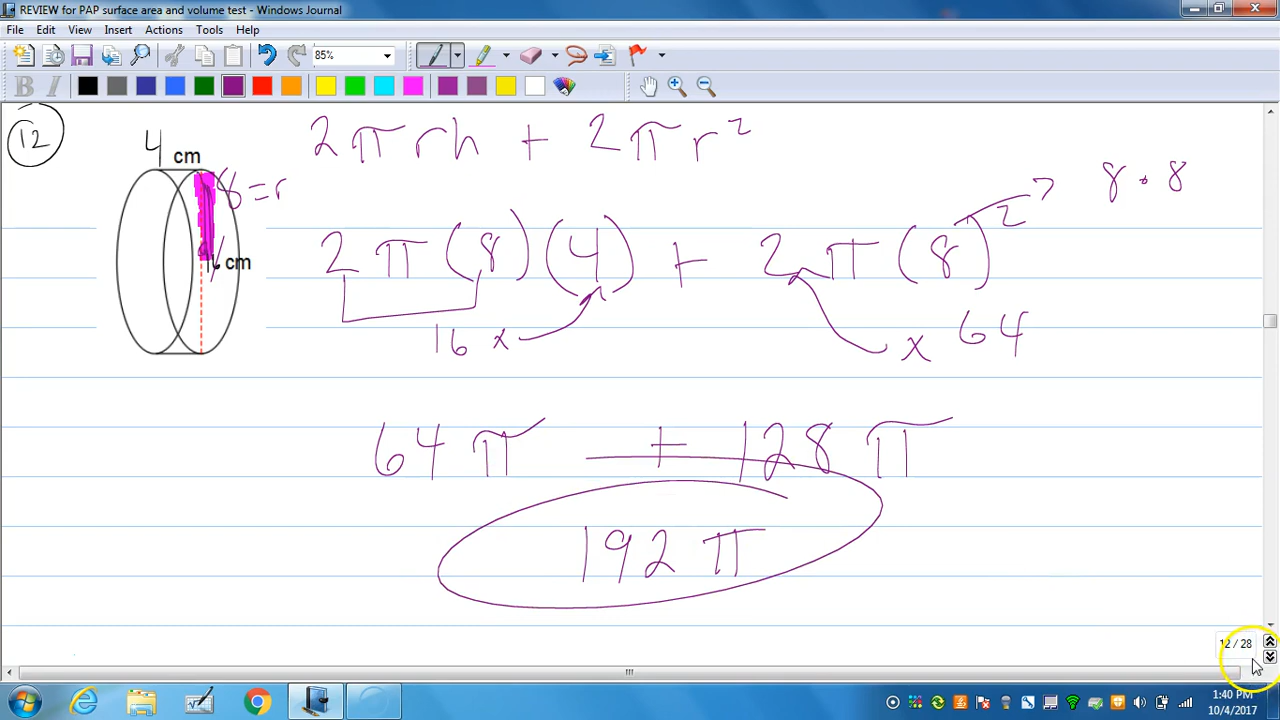 REVIEW for PAP surface area and volume test - Windows Journal
File Edit View Insert Actions Tools Help
85%
B I
12
4 cm
2πrh + 2πr²
8 = r
8 · 8
16 cm
2π(8)(4) + 2π(8)²
16 x
x 64
64π + 128π
192π
12 / 28
1:40 PM
10/4/2017